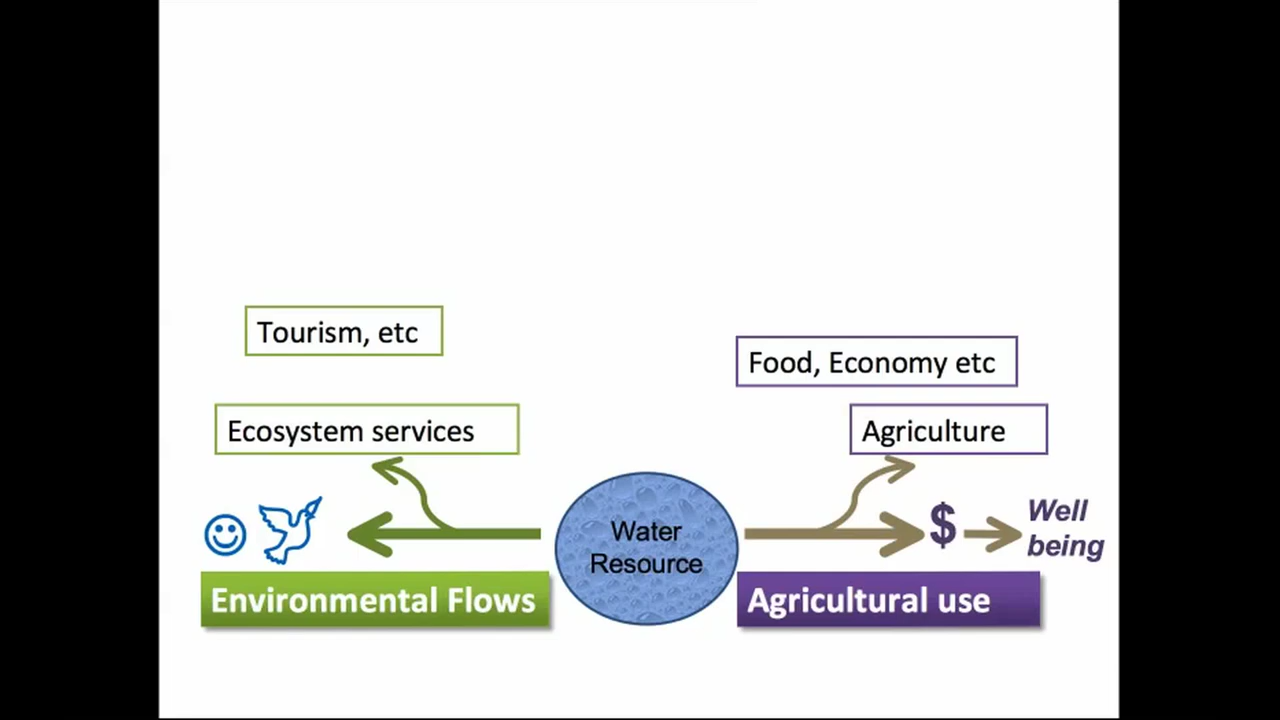 Tourism, etc
Food, Economy etc
Ecosystem services
Agriculture
Water
Resource
$
Well
being
Environmental Flows
Agricultural use